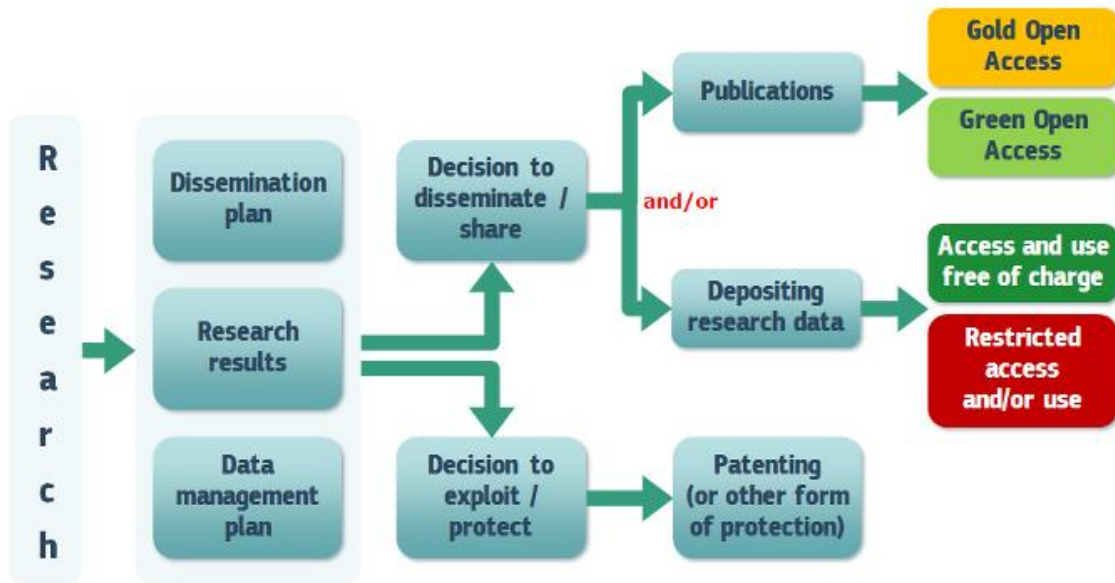 Research
Dissemination
plan
Research
results
Data
management
plan
Decision to
disseminate /
share
Decision to
exploit /
protect
and/or
Publications
Depositing
research data
Patenting
(or other form
of protection)
Gold Open
Access
Green Open
Access
Access and use
free of charge
Restricted
access
and/or use